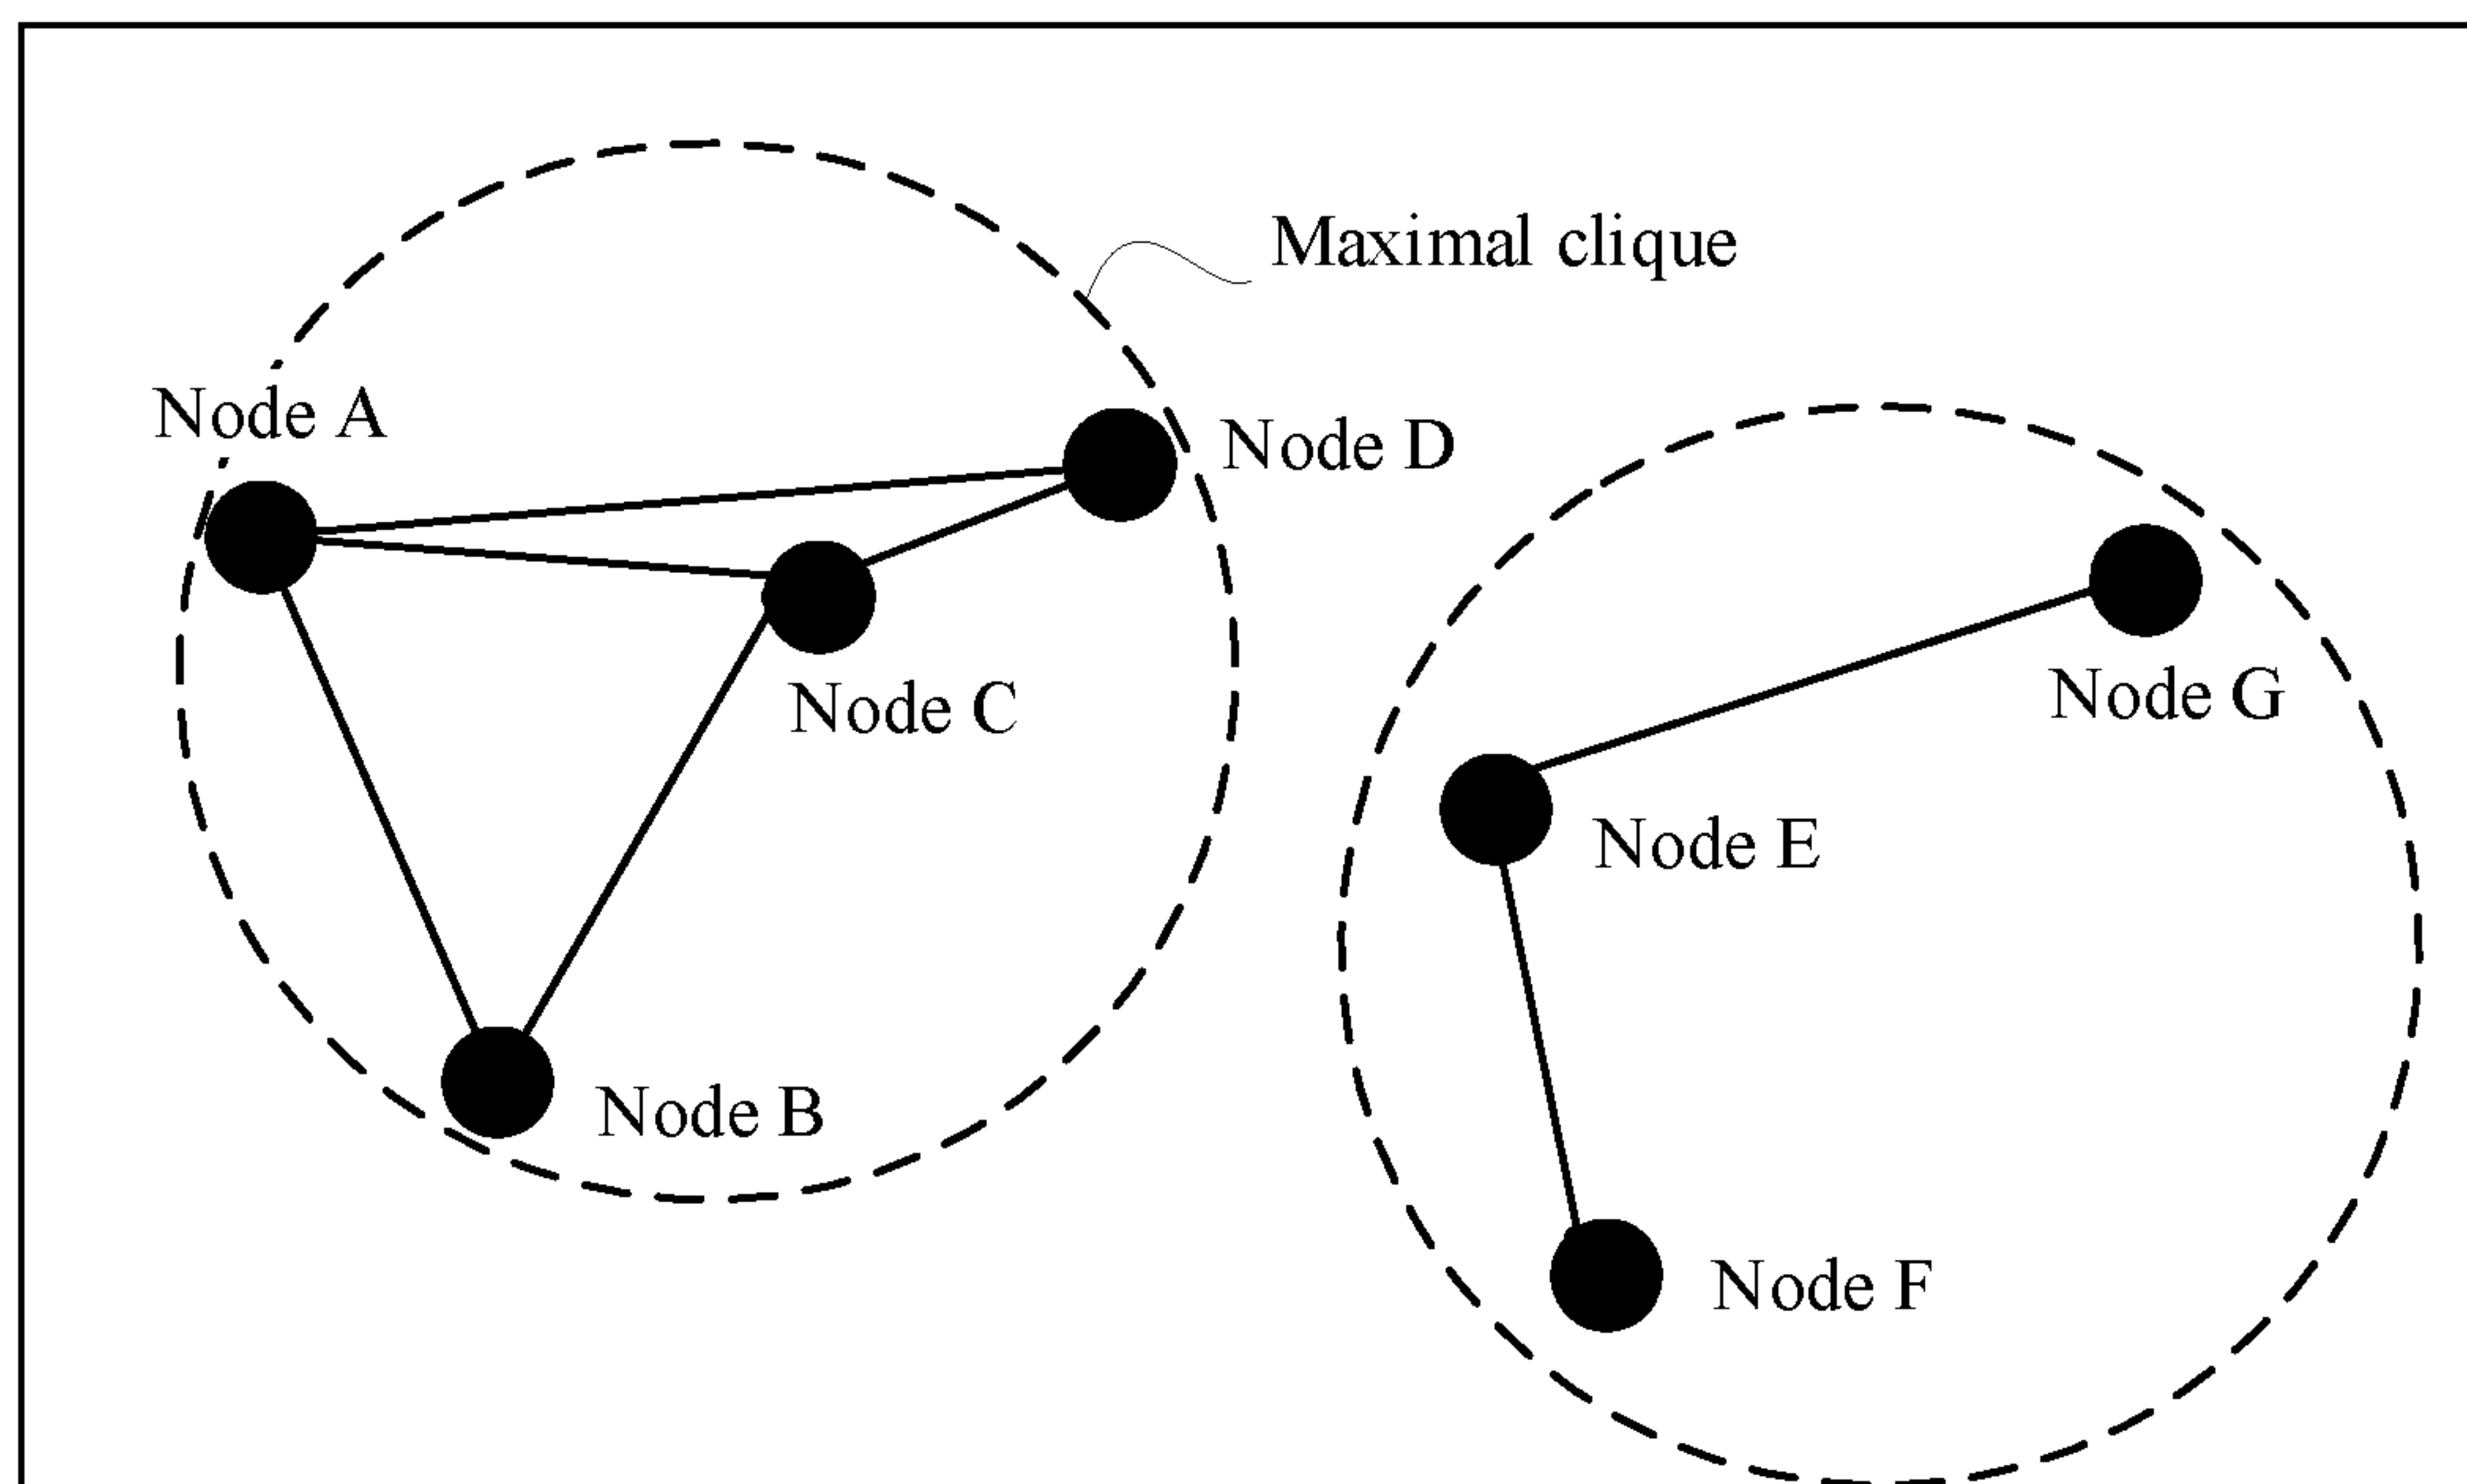 Maximal clique
Node A
Node D
Node C
Node G
Node E
Node B
Node F